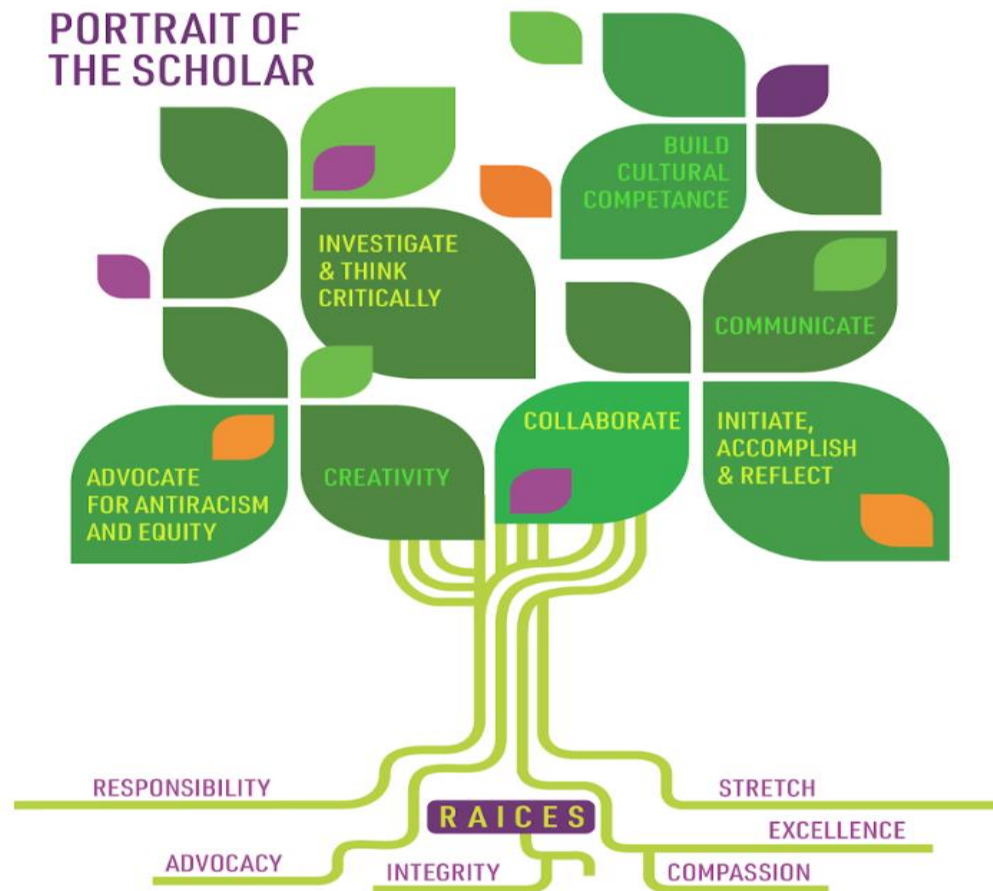 PORTRAIT OF
THE SCHOLAR
BUILD
CULTURAL
COMPETANCE
INVESTIGATE
& THINK
CRITICALLY
COMMUNICATE
COLLABORATE
INITIATE,
ACCOMPLISH
& REFLECT
ADVOCATE
FOR ANTIRACISM
AND EQUITY
CREATIVITY
RESPONSIBILITY
STRETCH
RAICES
EXCELLENCE
ADVOCACY
INTEGRITY
COMPASSION